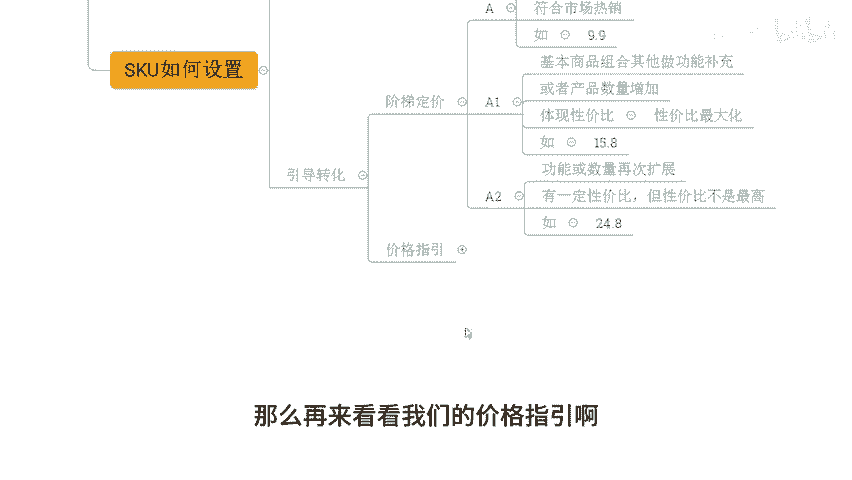 A
符合市场热销
如
9.9
基本商品组合其他做功能补充
SKU如何设置
或者产品数量增加
阶梯定价
A1
体现性价比
性价比最大化
如
15.8
功能或数量再次扩展
引导转化
A2
有一定性价比，但性价比不是最高
如
24.8
价格指引
那么再来看看我们的价格指引啊